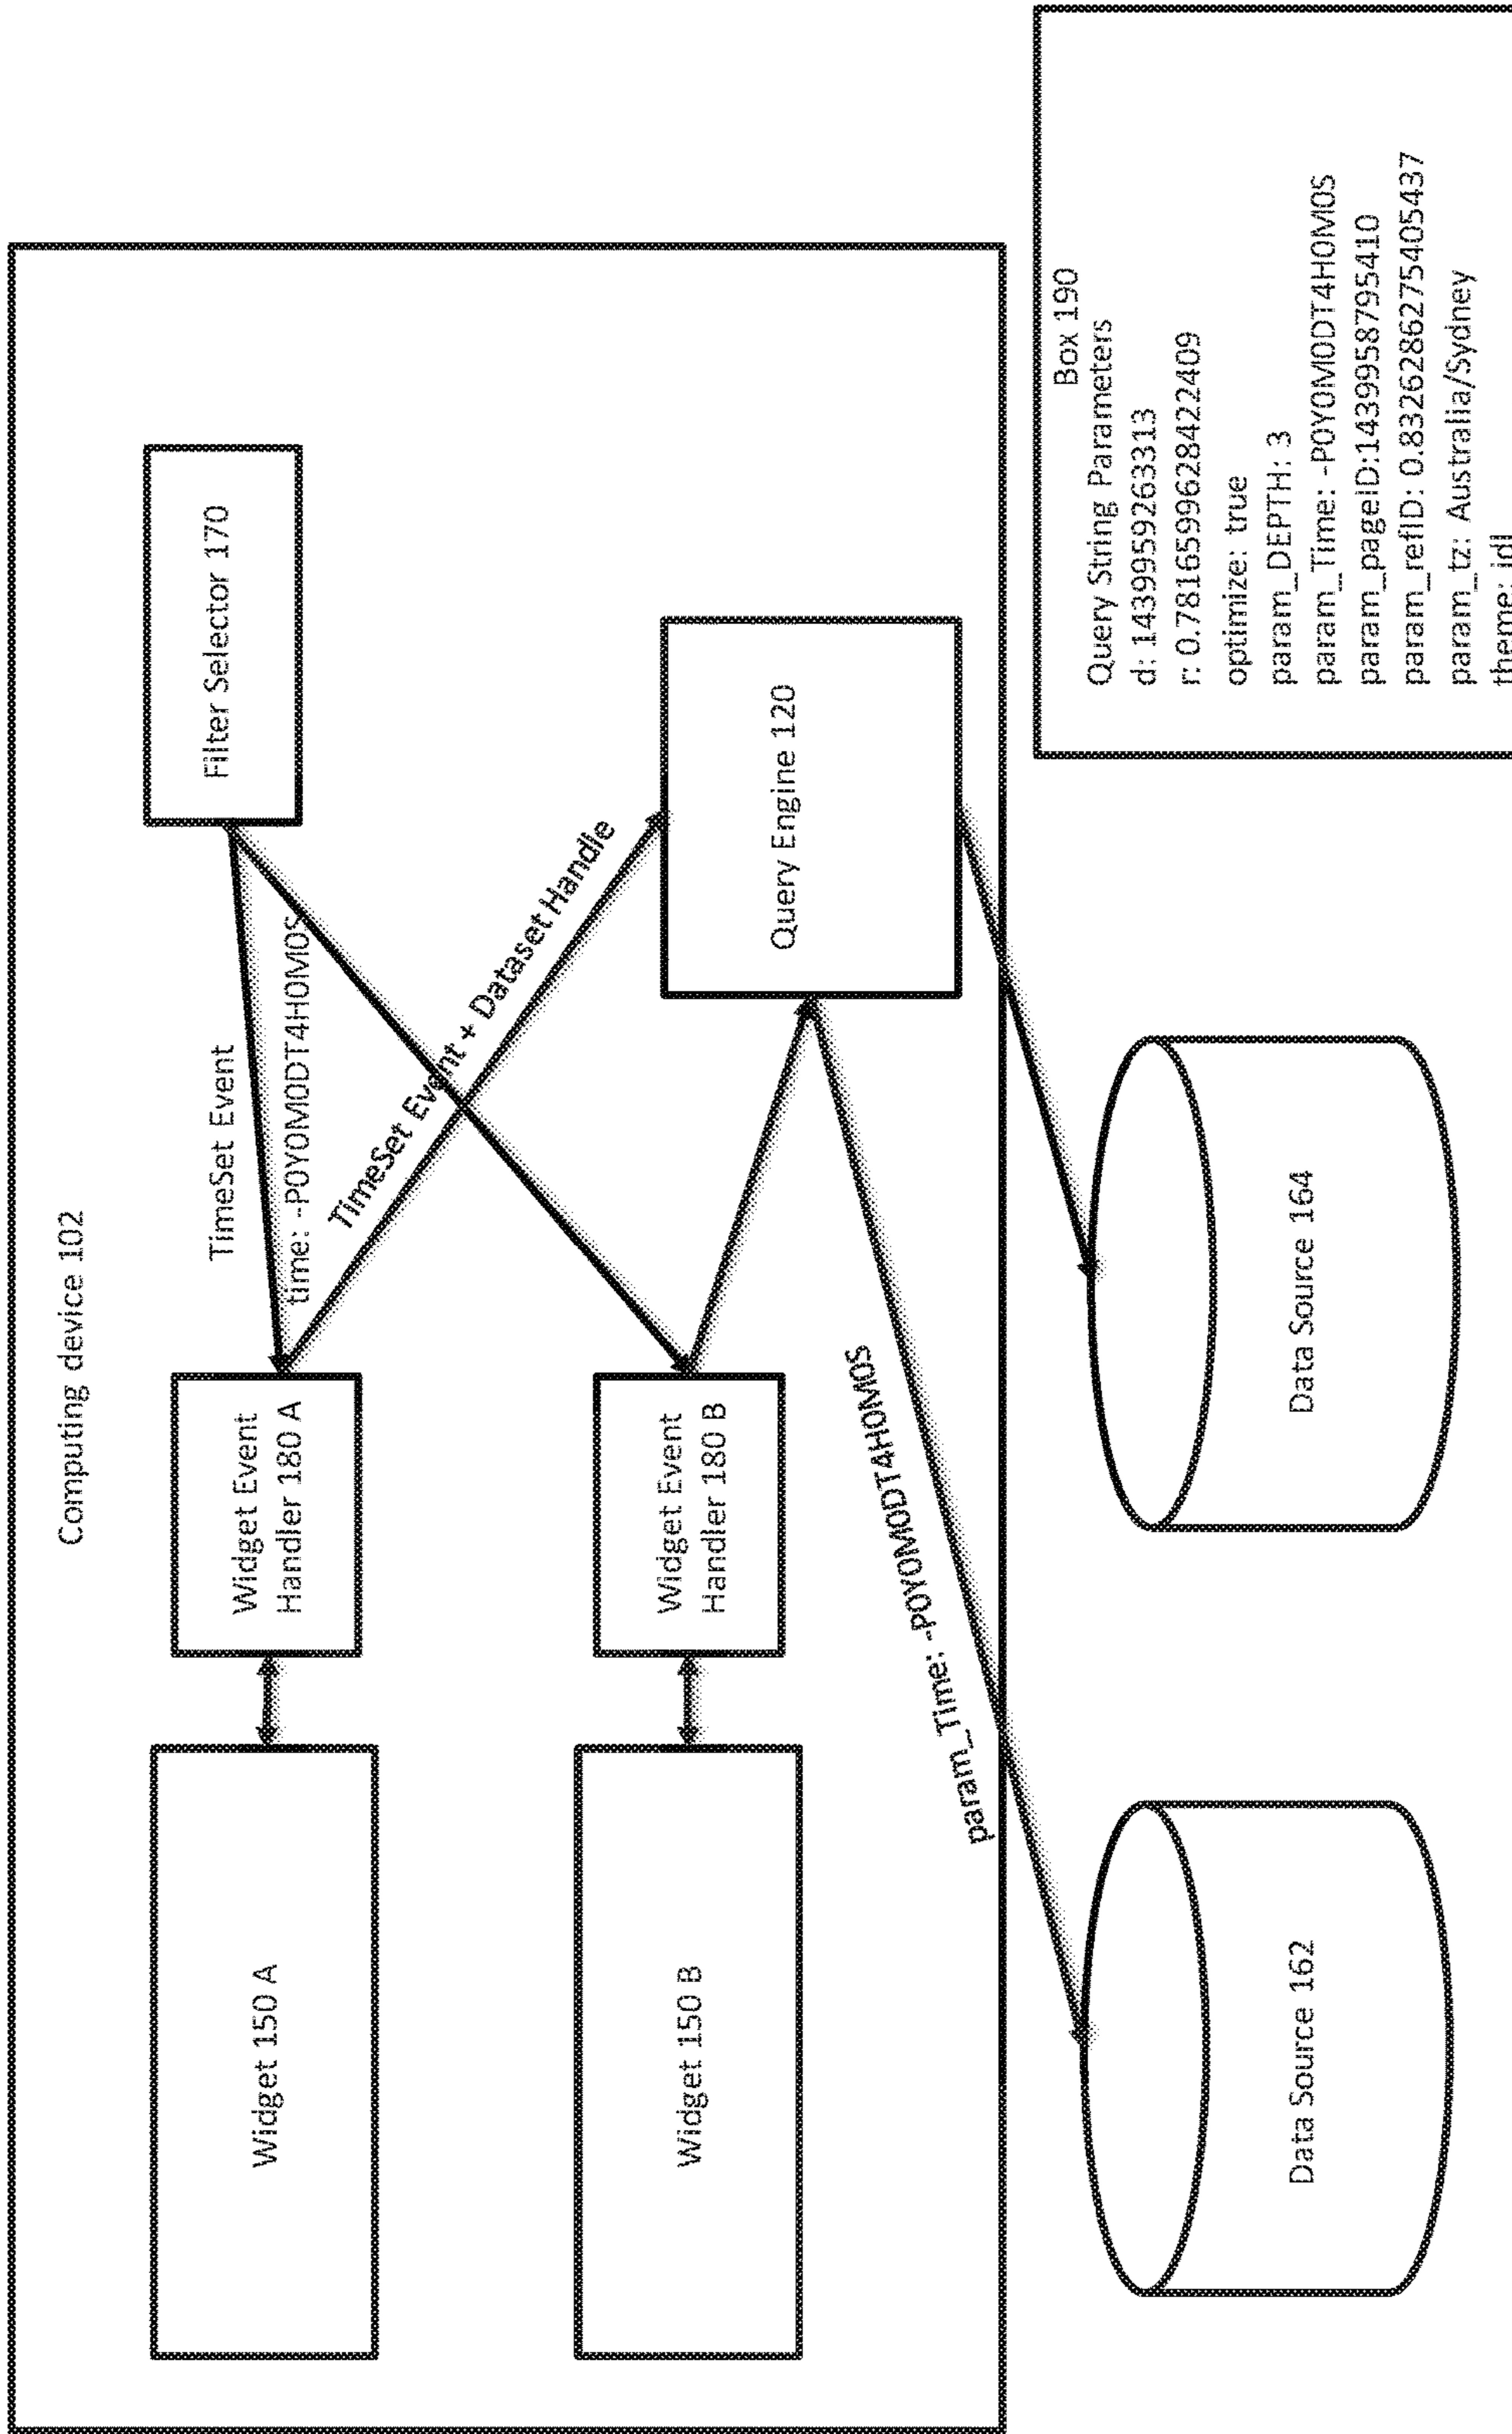 Computing device 102
Widget 150 A
Widget Event
Handler 180 A
TimeSet Event
time: -P0Y0M0DT4H0M0S
Filter Selector 170
TimeSet Event + Dataset Handle
Widget 150 B
Widget Event
Handler 180 B
Query Engine 120
param_Time: -P0Y0M0DT4H0M0S
Data Source 162
Data Source 164
Box 190
Query String Parameters
d: 1439959263313
r: 0.7816599628422409
optimize: true
param_DEPTH: 3
param_Time: -P0Y0M0DT4H0M0S
param_pageID:1439958795410
param_refID: 0.8326286275405437
param_tz: Australia/Sydney
theme: idl